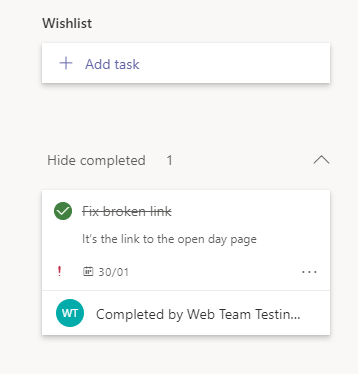 Wishlist
Add task
Hide completed 1
Fix broken link
It's the link to the open day page
! 30/01 ...
WT Completed by Web Team Testin...